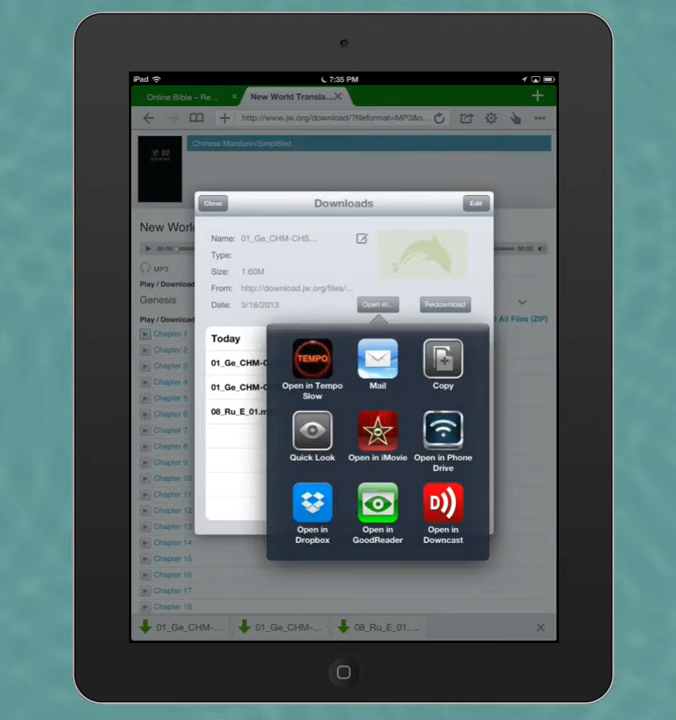 iPad
7:35 PM
Online Bible – Re...
New World Transla...
http://www.jw.org/download/?fileformat=MP3&o...
Chinese Mandarin/Simplified
Close
Downloads
Edit
New Worl
Name: 01_Ge_CHM-CHS...
Type:
Size: 1.60M
From: http://download.jw.org/files/...
Date: 3/18/2013
Open in...
Redownload
00:00
00:00
MP3
Play / Download
Genesis
Play / Download
All Files (ZIP)
Today
01_Ge_CHM-C
01_Ge_CHM-C
08_Ru_E_01.m
Chapter 1
Chapter 2
Chapter 3
Chapter 4
Chapter 5
Chapter 6
Chapter 7
Chapter 8
Chapter 9
Chapter 10
Chapter 11
Chapter 12
Chapter 13
Chapter 14
Chapter 15
Chapter 16
Chapter 17
Chapter 18
TEMPO
Open in Tempo
Slow
Mail
Copy
Quick Look
Open in iMovie
Open in Phone
Drive
Open in
Dropbox
Open in
GoodReader
D
Open in
Downcast
01_Ge_CHM-...
01_Ge_CHM-...
08_Ru_E_01....